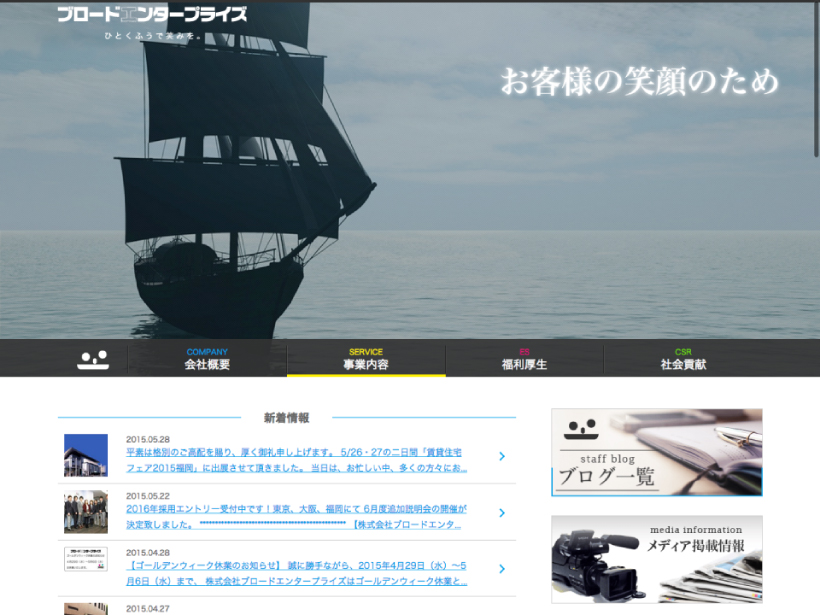 ブロードエンタープライズ
ひとくふうで笑みを。
お客様の笑顔のため
COMPANY
会社概要
SERVICE
事業内容
ES
福利厚生
CSR
社会貢献
新着情報
2015.05.28
平素は格別のご高配を賜り、厚く御礼申し上げます。 5/26・27の二日間「賃貸住宅
フェア2015福岡」に出展させて頂きました。 当日は、お忙しい中、多くの方々にお...
2015.05.22
2016年採用エントリー受付中です！東京、大阪、福岡にて 6月度追加説明会の開催が
決定致しました。 ************************************************ 【株式会社ブロードエンタ...
2015.04.28
【ゴールデンウィーク休業のお知らせ】 誠に勝手ながら、2015年4月29日（水）〜5
月6日（水）まで、 株式会社ブロードエンタープライズはゴールデンウィーク休業と...
2015.04.27
staff blog
ブログ一覧
media information
メディア掲載情報